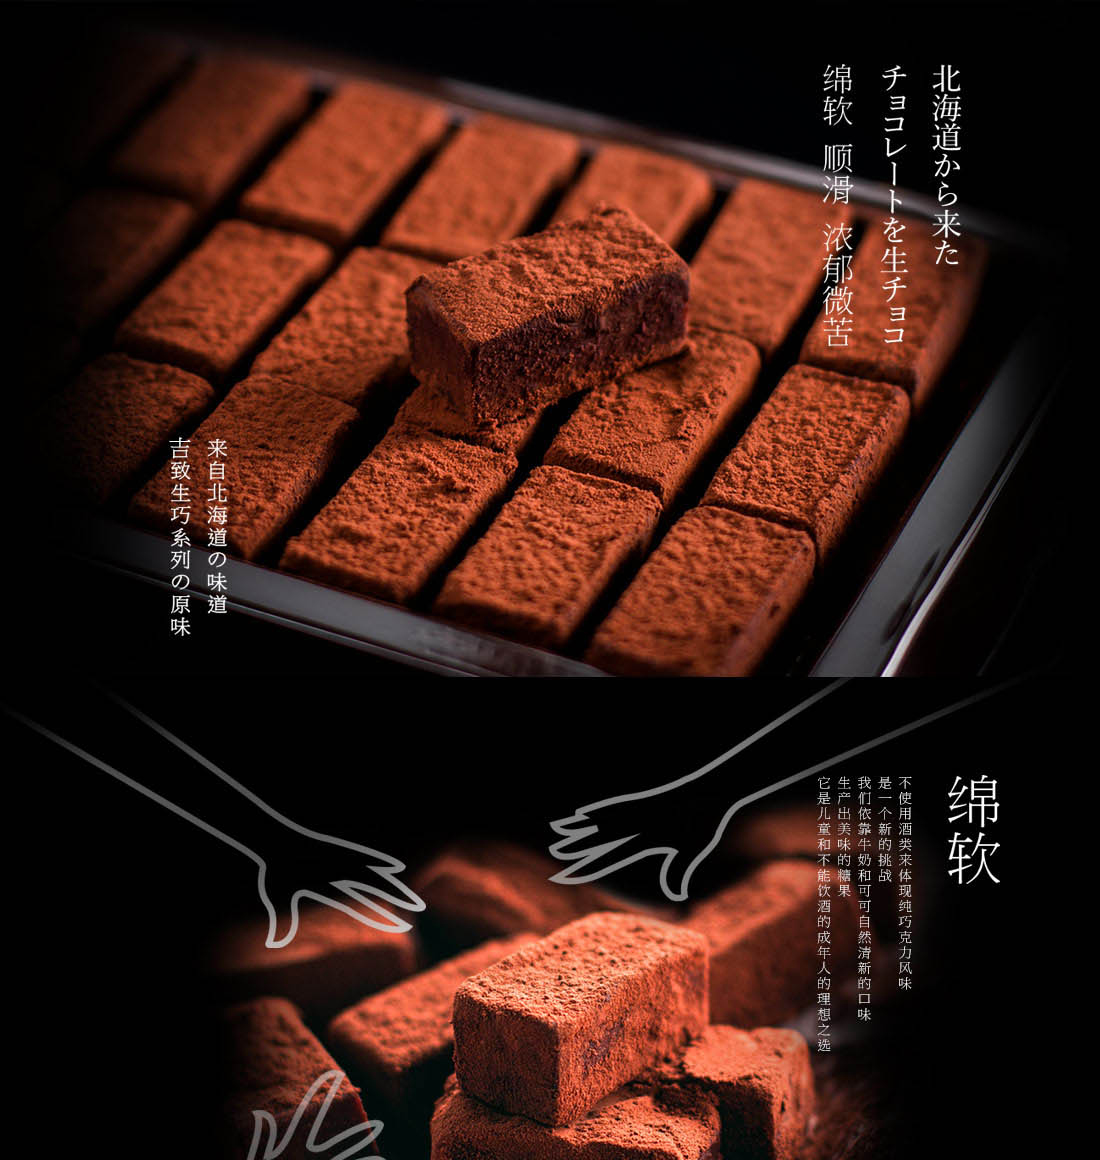 北海道から来た
チョコレートを生チョコ
绵软 顺滑 浓郁微苦
来自北海道の味道
吉致生巧系列の原味
绵软
不使用酒类来体现纯巧克力风味
是一个新的挑战
我们依靠牛奶和可可自然清新的口味
生产出美味的糖果
它是儿童和不能饮酒的成年人的理想之选